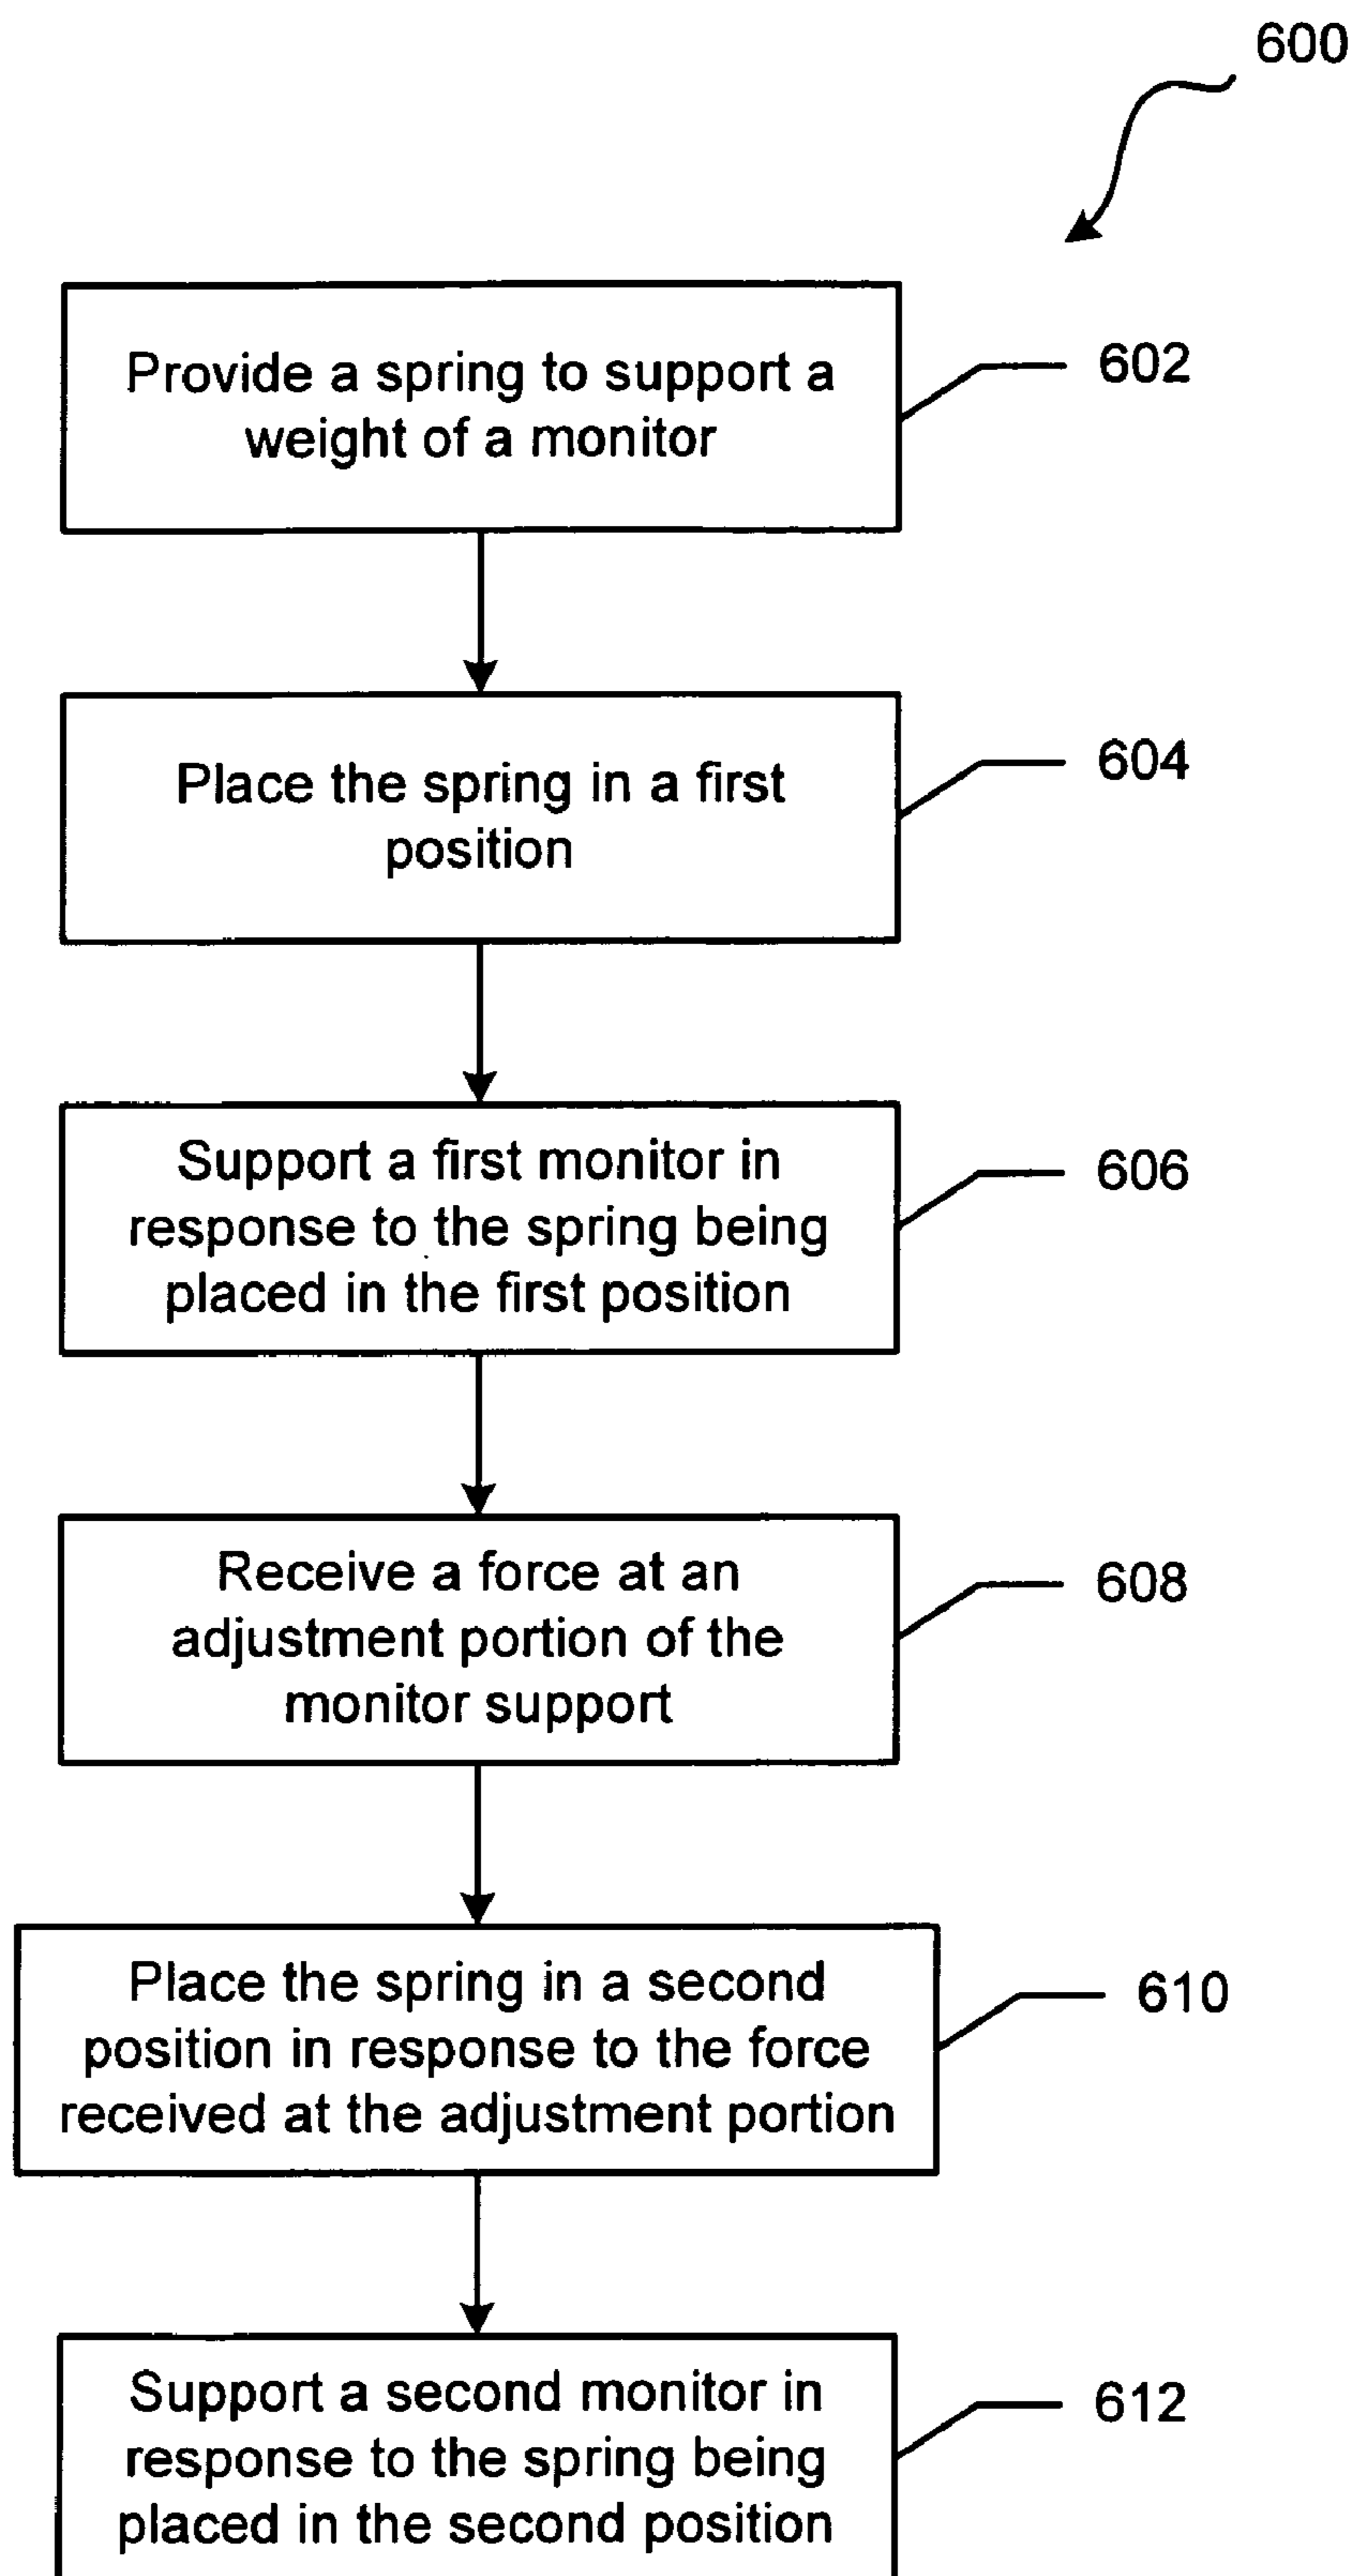 600
Provide a spring to support a
weight of a monitor
602
Place the spring in a first
position
604
Support a first monitor in
response to the spring being
placed in the first position
606
Receive a force at an
adjustment portion of the
monitor support
608
Place the spring in a second
position in response to the force
received at the adjustment portion
610
Support a second monitor in
response to the spring being
placed in the second position
612